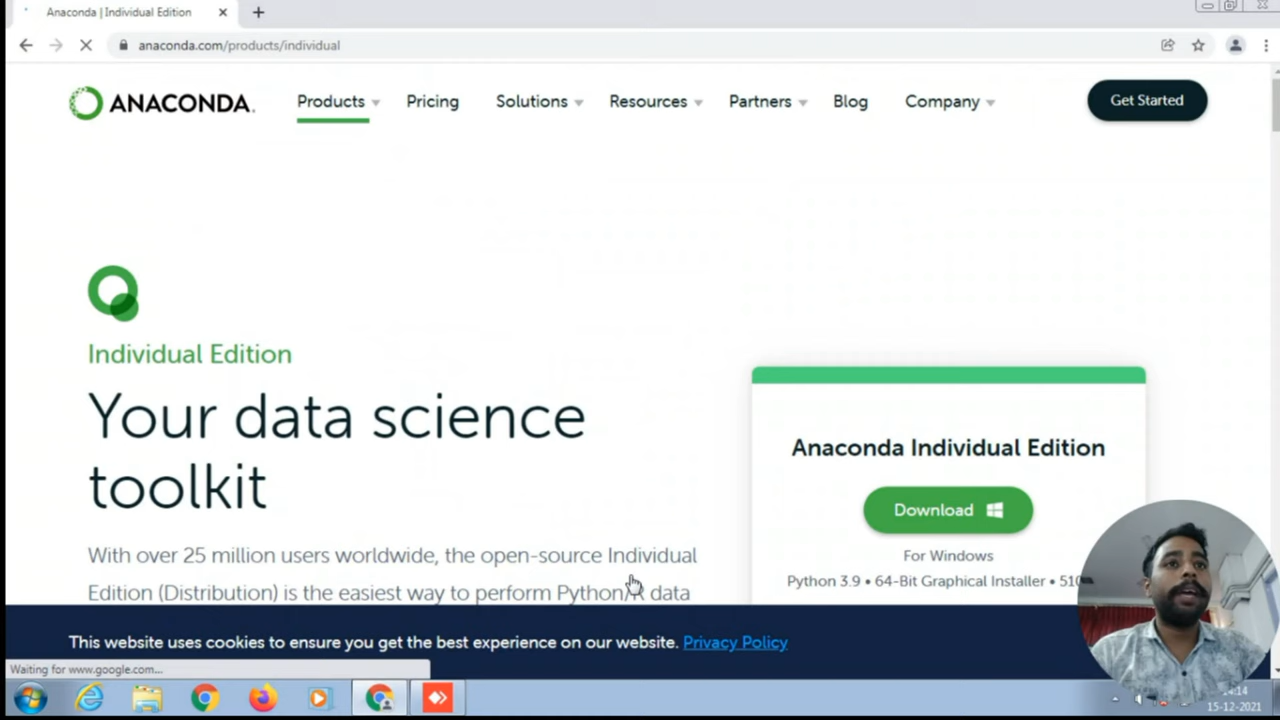 Anaconda | Individual Edition
anaconda.com/products/individual
ANACONDA.
Products
Pricing
Solutions
Resources
Partners
Blog
Company
Get Started
Individual Edition
Your data science
toolkit
With over 25 million users worldwide, the open-source Individual
Edition (Distribution) is the easiest way to perform Python/R data
Anaconda Individual Edition
Download
For Windows
Python 3.9 • 64-Bit Graphical Installer • 510
This website uses cookies to ensure you get the best experience on our website. Privacy Policy
Waiting for www.google.com...
14:14
15-12-2021